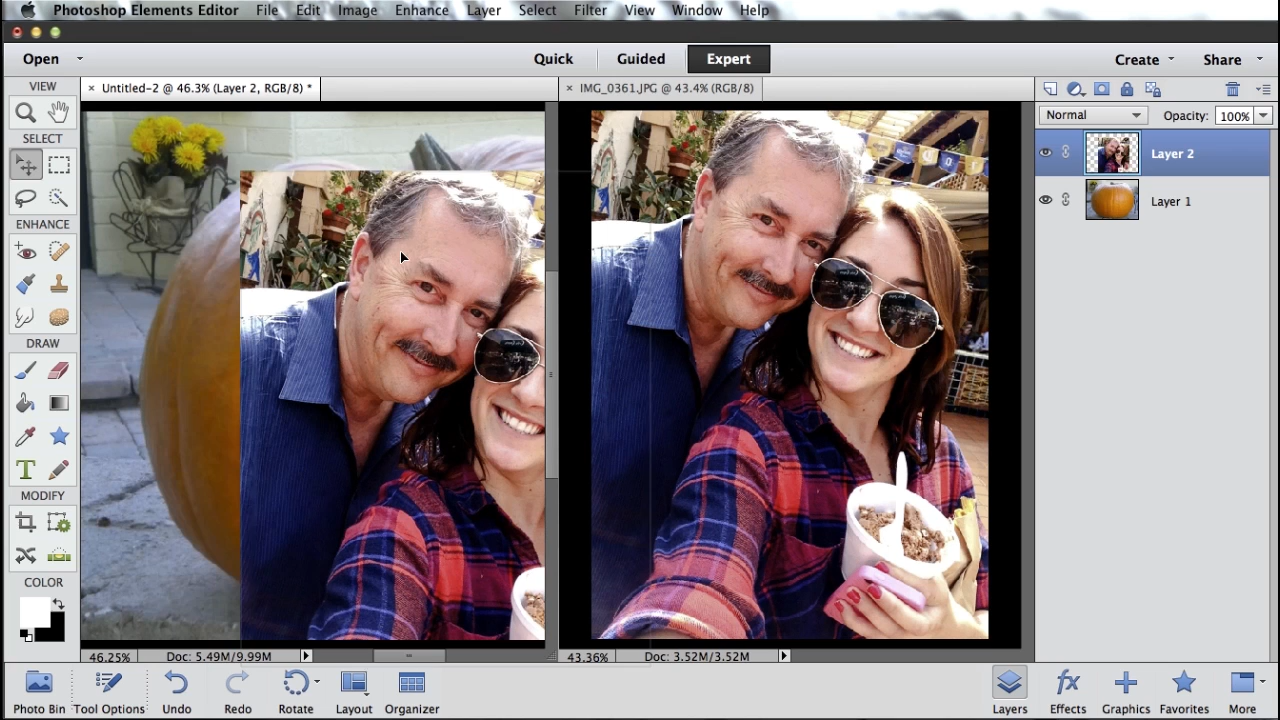 Photoshop Elements Editor File Edit Image Enhance Layer Select Filter View Window Help
Open Quick Guided Expert Create Share
VIEW
× Untitled-2 @ 46.3% (Layer 2, RGB/8) *
× IMG_0361.JPG @ 43.4% (RGB/8)
Normal Opacity: 100%
SELECT
Layer 2
Layer 1
ENHANCE
DRAW
T
MODIFY
COLOR
46.25% Doc: 5.49M/9.99M
43.36% Doc: 3.52M/3.52M
Photo Bin Tool Options Undo Redo Rotate Layout Organizer
fx
Layers Effects Graphics Favorites More